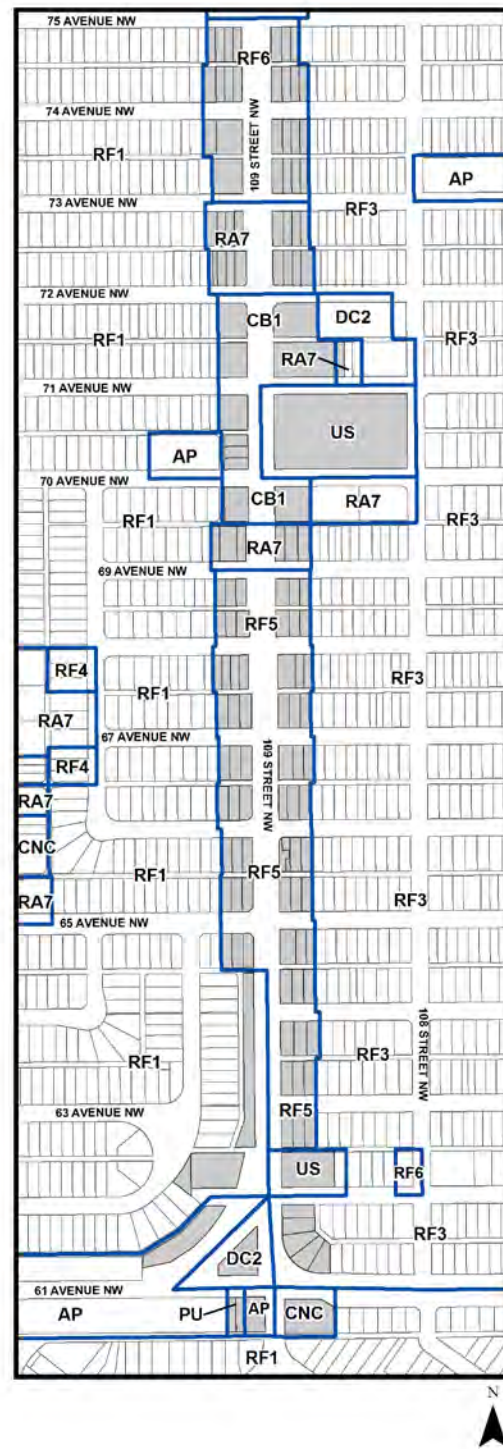 75 AVENUE NW
RF6
74 AVENUE NW
109 STREET NW
RF1
AP
73 AVENUE NW
RF3
RA7
72 AVENUE NW
CB1
DC2
RF1
RF3
RA7
71 AVENUE NW
US
AP
70 AVENUE NW
CB1
RA7
RF1
RF3
RA7
69 AVENUE NW
RF5
RF4
RF3
RF1
RA7
67 AVENUE NW
RF4
109 STREET NW
RA7
CNC
RF1
RF5
RA7
RF3
65 AVENUE NW
108 STREET NW
RF3
RF1
RF5
63 AVENUE NW
US
RF6
RF3
DC2
61 AVENUE NW
AP
PU
AP
CNC
RF1
N